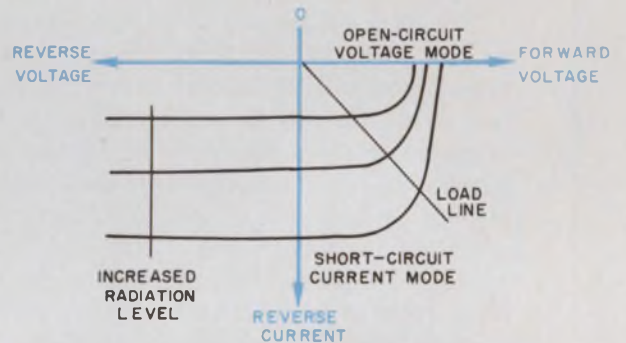 0
OPEN-CIRCUIT
VOLTAGE MODE
REVERSE
VOLTAGE
FORWARD
VOLTAGE
LOAD
LINE
SHORT-CIRCUIT
CURRENT MODE
INCREASED
RADIATION
LEVEL
REVERSE
CURRENT